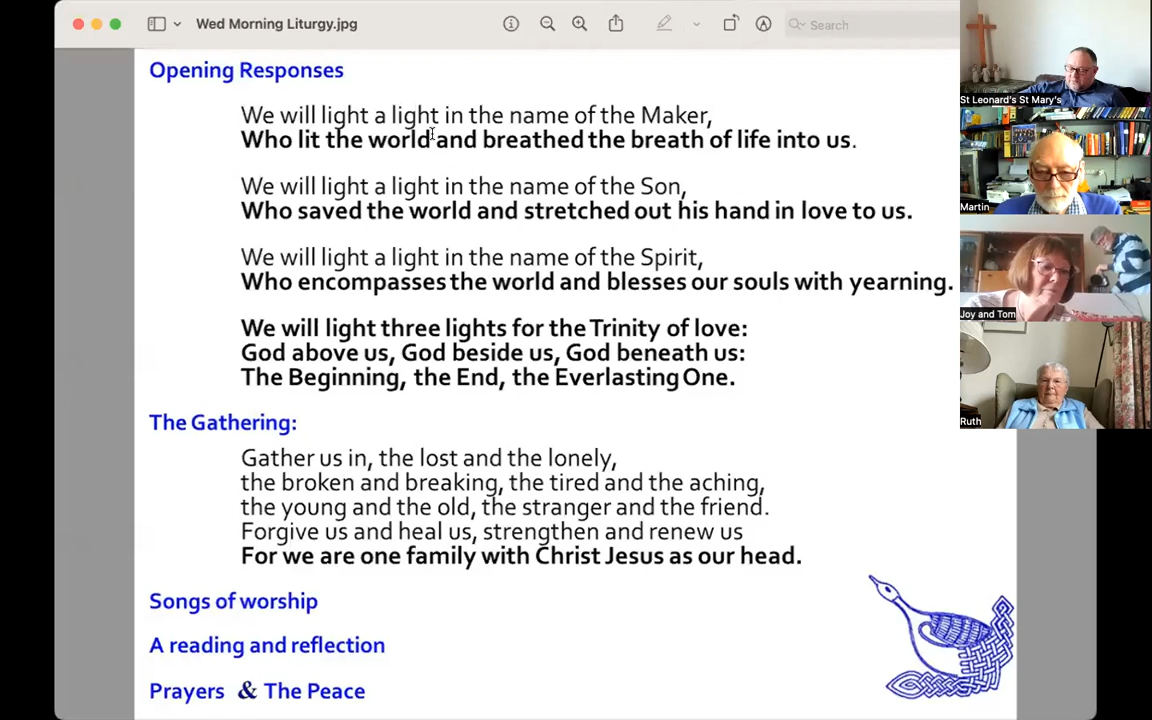 Wed Morning Liturgy.jpg
Search
Opening Responses
We will light a light in the name of the Maker,
Who lit the world and breathed the breath of life into us.
We will light a light in the name of the Son,
Who saved the world and stretched out his hand in love to us.
We will light a light in the name of the Spirit,
Who encompasses the world and blesses our souls with yearning.
We will light three lights for the Trinity of love:
God above us, God beside us, God beneath us:
The Beginning, the End, the Everlasting One.
The Gathering:
Gather us in, the lost and the lonely,
the broken and breaking, the tired and the aching,
the young and the old, the stranger and the friend.
Forgive us and heal us, strengthen and renew us
For we are one family with Christ Jesus as our head.
Songs of worship
A reading and reflection
Prayers & The Peace
St Leonard's St Mary's
Martin
Joy and Tom
Ruth